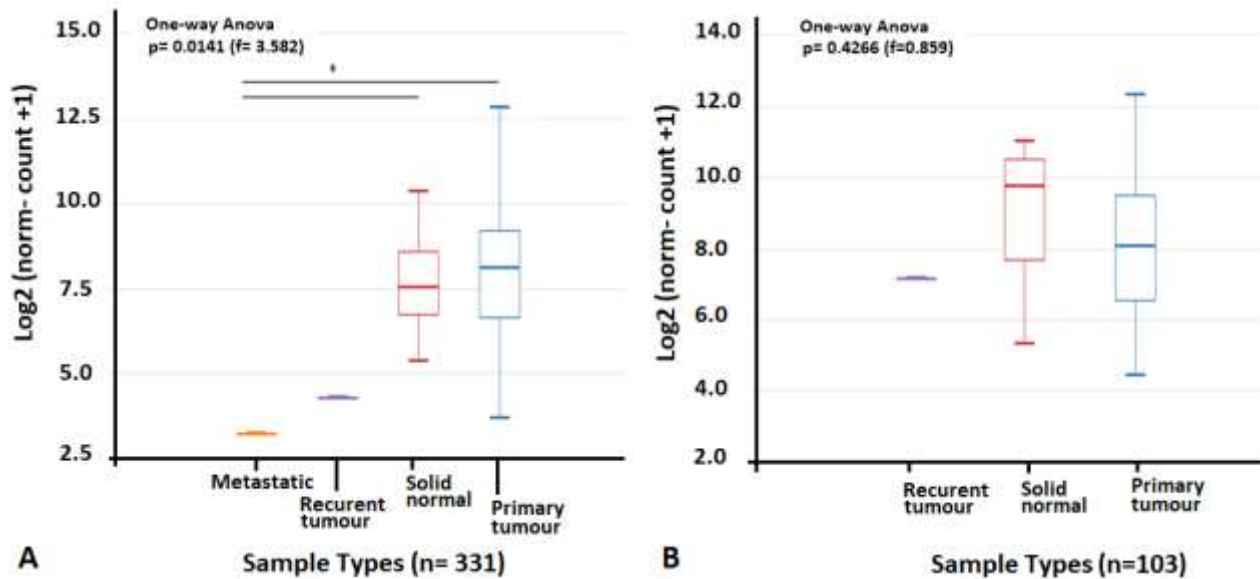 One-way Anova
p= 0.0141 (f= 3.582)
*
Log2 (norm- count +1)
15.0
12.5
10.0
7.5
5.0
2.5
Metastatic
Recurent
tumour
Solid
normal
Primary
tumour
A
Sample Types (n= 331)
One-way Anova
p= 0.4266 (f=0.859)
Log2 (norm- count +1)
14.0
12.0
10.0
8.0
6.0
4.0
2.0
Recurent
tumour
Solid
normal
Primary
tumour
B
Sample Types (n=103)